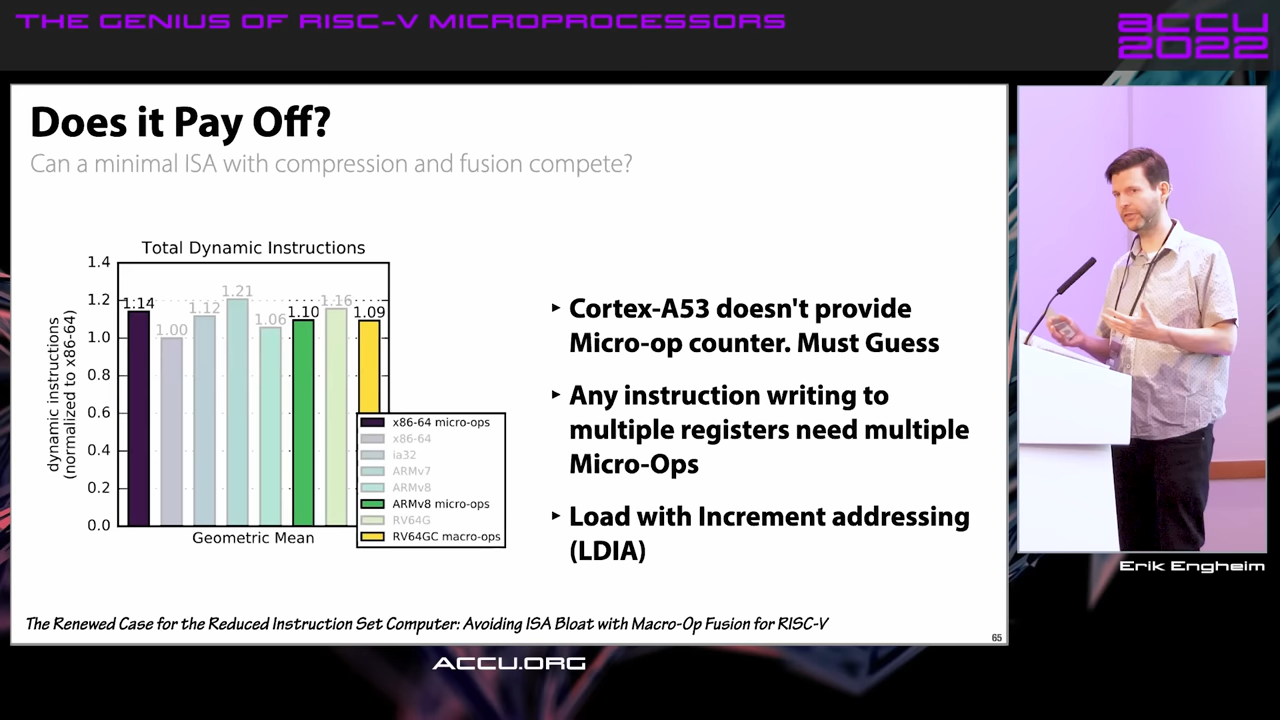 THE GENIUS OF RISC-V MICROPROCESSORS
ACCU
2022
Does it Pay Off?
Can a minimal ISA with compression and fusion compete?
Total Dynamic Instructions
dynamic instructions
(normalized to x86-64)
1.4
1.2
1.0
0.8
0.6
0.4
0.2
0.0
1.14
1.00
1.12
1.21
1.06
1.10
1.16
1.09
Geometric Mean
x86-64 micro-ops
x86-64
ia32
ARMv7
ARMv8
ARMv8 micro-ops
RV64G
RV64GC macro-ops
‣ Cortex-A53 doesn't provide
Micro-op counter. Must Guess
‣ Any instruction writing to
multiple registers need multiple
Micro-Ops
‣ Load with Increment addressing
(LDIA)
The Renewed Case for the Reduced Instruction Set Computer: Avoiding ISA Bloat with Macro-Op Fusion for RISC-V
65
Erik Engheim
ACCU.ORG